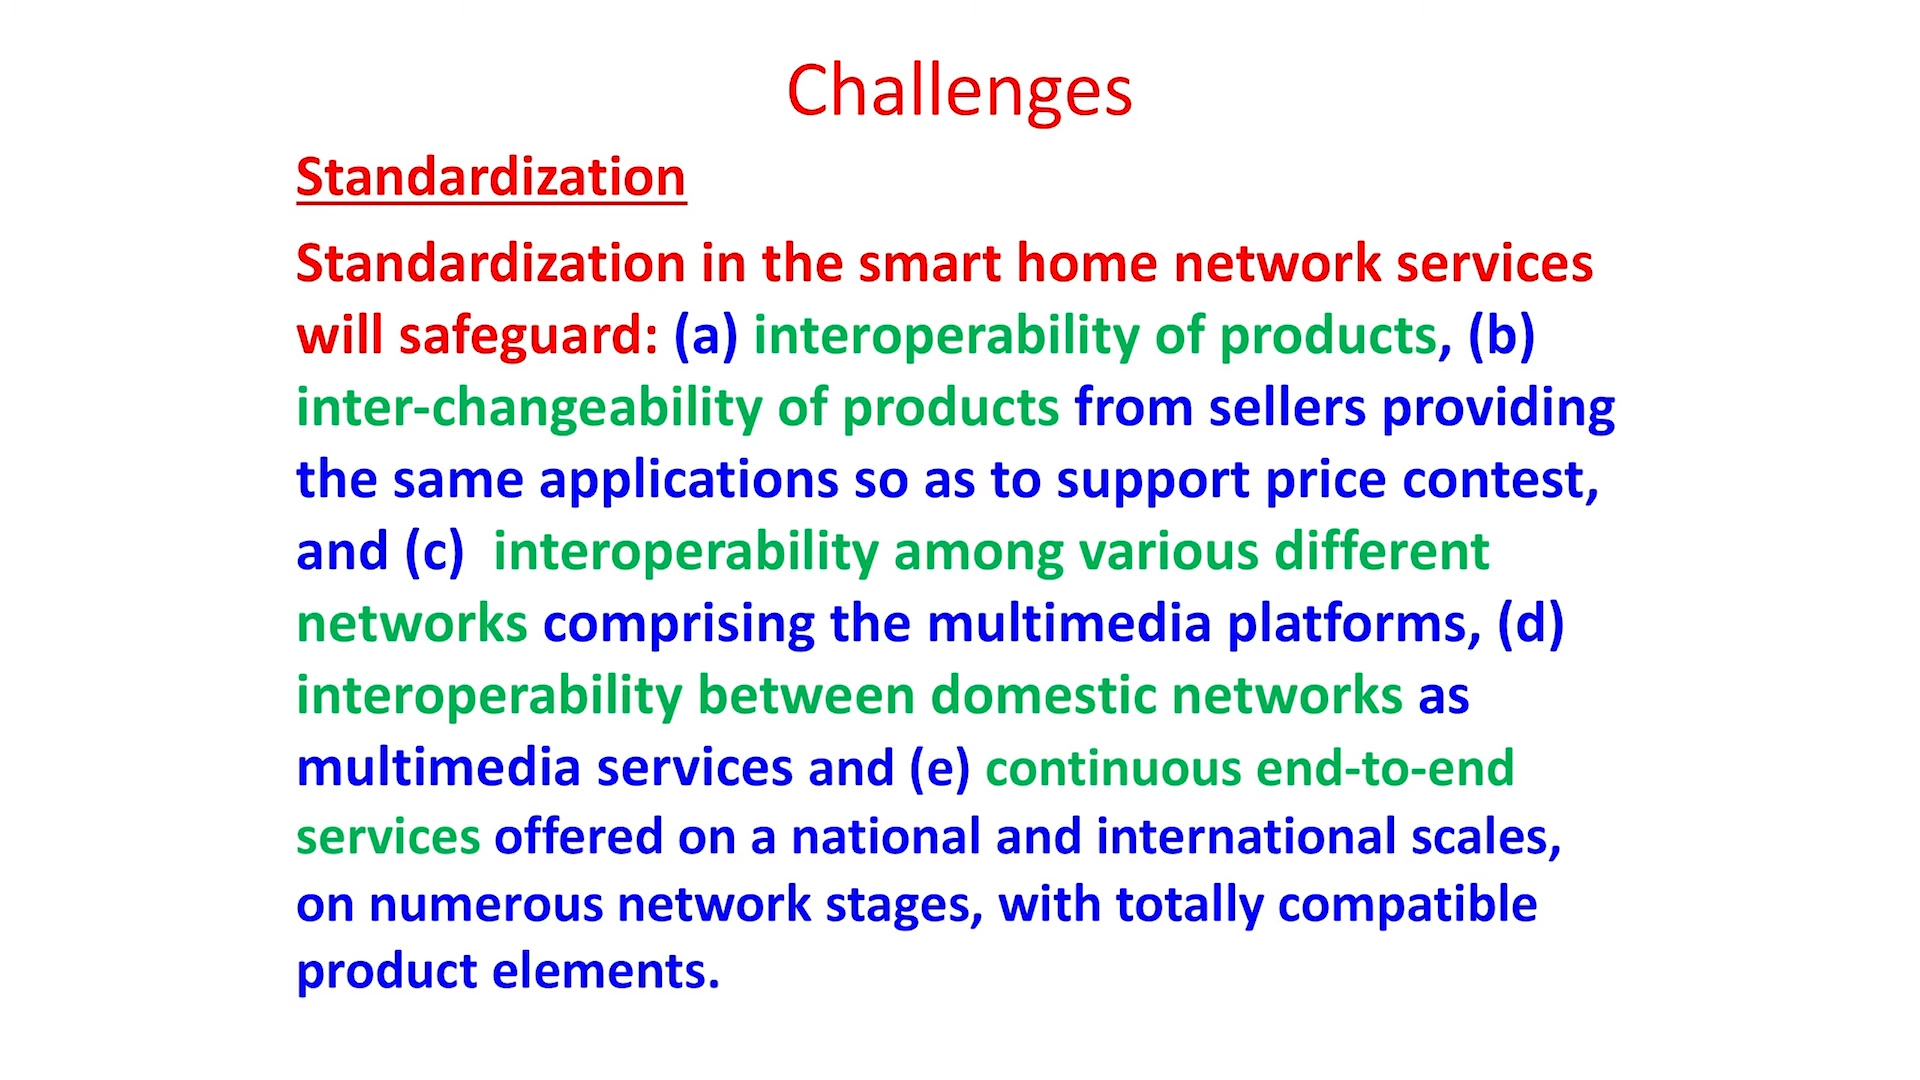 Challenges
Standardization
Standardization in the smart home network services
will safeguard: (a) interoperability of products, (b)
inter-changeability of products from sellers providing
the same applications so as to support price contest,
and (c) interoperability among various different
networks comprising the multimedia platforms, (d)
interoperability between domestic networks as
multimedia services and (e) continuous end-to-end
services offered on a national and international scales,
on numerous network stages, with totally compatible
product elements.